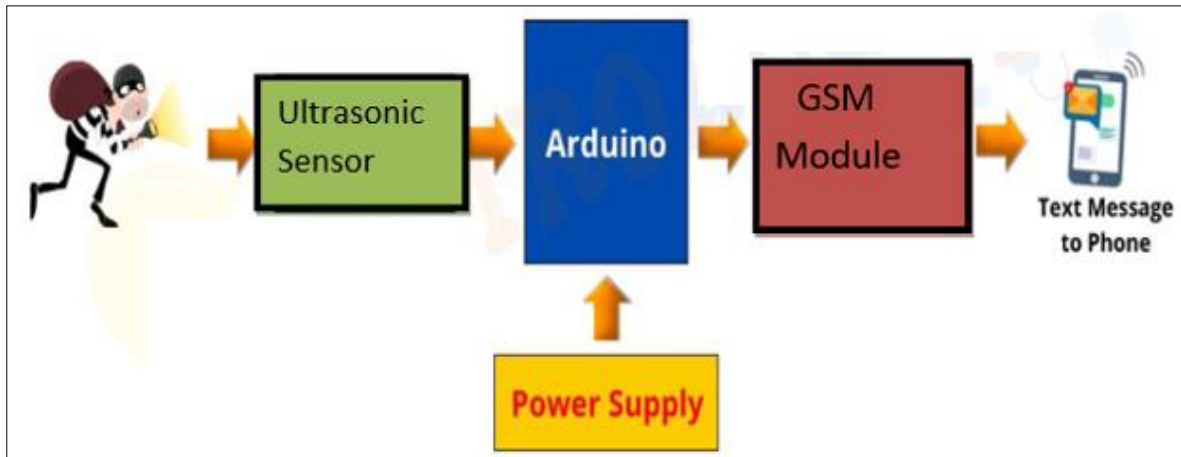 Ultrasonic
Sensor
Arduino
GSM
Module
Text Message
to Phone
Power Supply